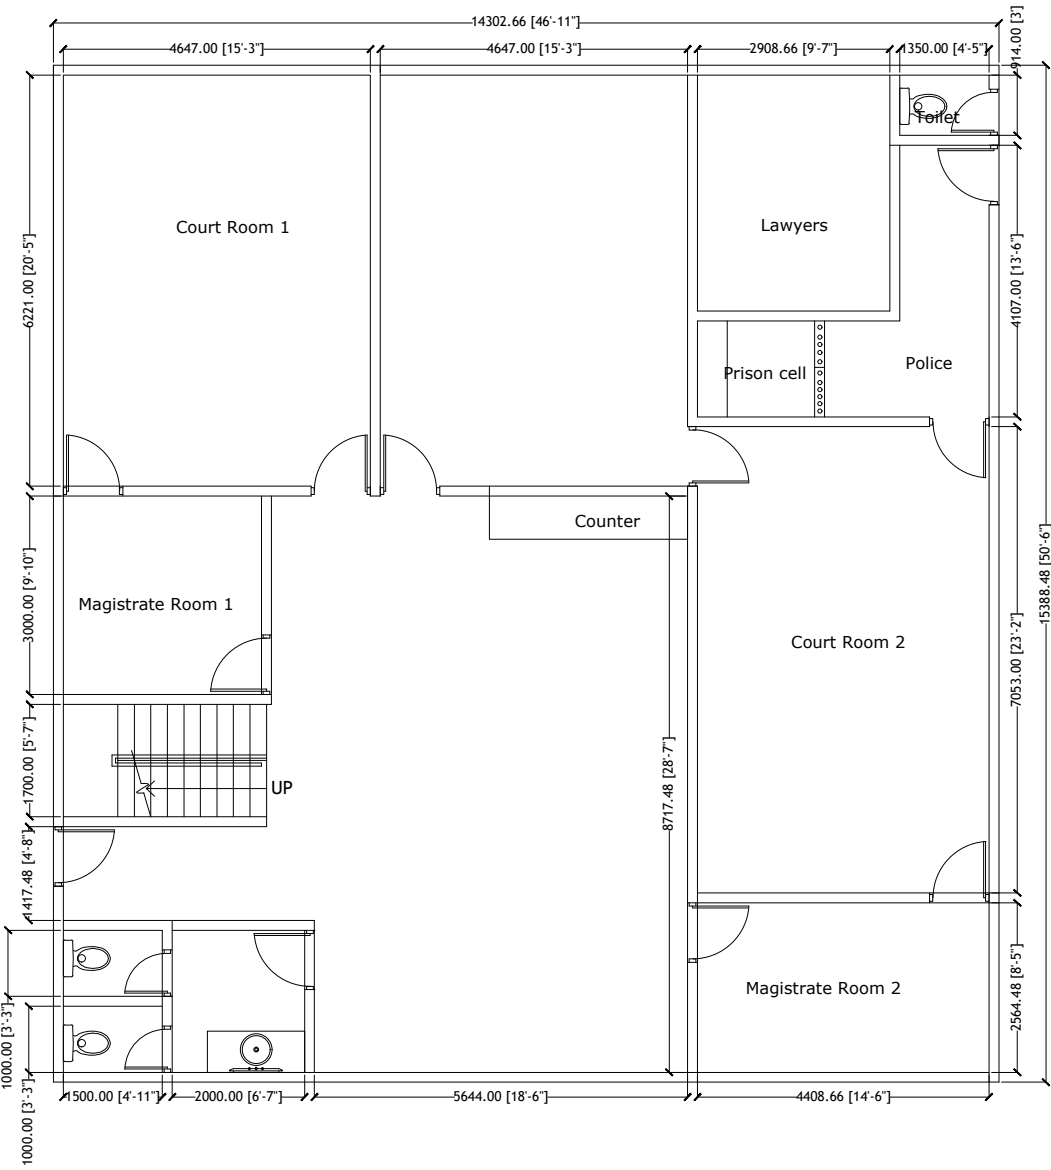 14302.66 [46'-11"]
4647.00 [15'-3"]
4647.00 [15'-3"]
2908.66 [9'-7"]
1350.00 [4'-5"]
914.00 [3']
Toilet
Court Room 1
Lawyers
6221.00 [20'-5"]
4107.00 [13'-6"]
Prison cell
Police
Counter
15388.48 [50'-6"]
3000.00 [9'-10"]
Magistrate Room 1
Court Room 2
7053.00 [23'-2"]
1700.00 [5'-7"]
UP
8717.48 [28'-7"]
1417.48 [4'-8"]
Magistrate Room 2
2564.48 [8'-5"]
1000.00 [3'-3"]
1000.00 [3'-3"]
1500.00 [4'-11"]
2000.00 [6'-7"]
5644.00 [18'-6"]
4408.66 [14'-6"]